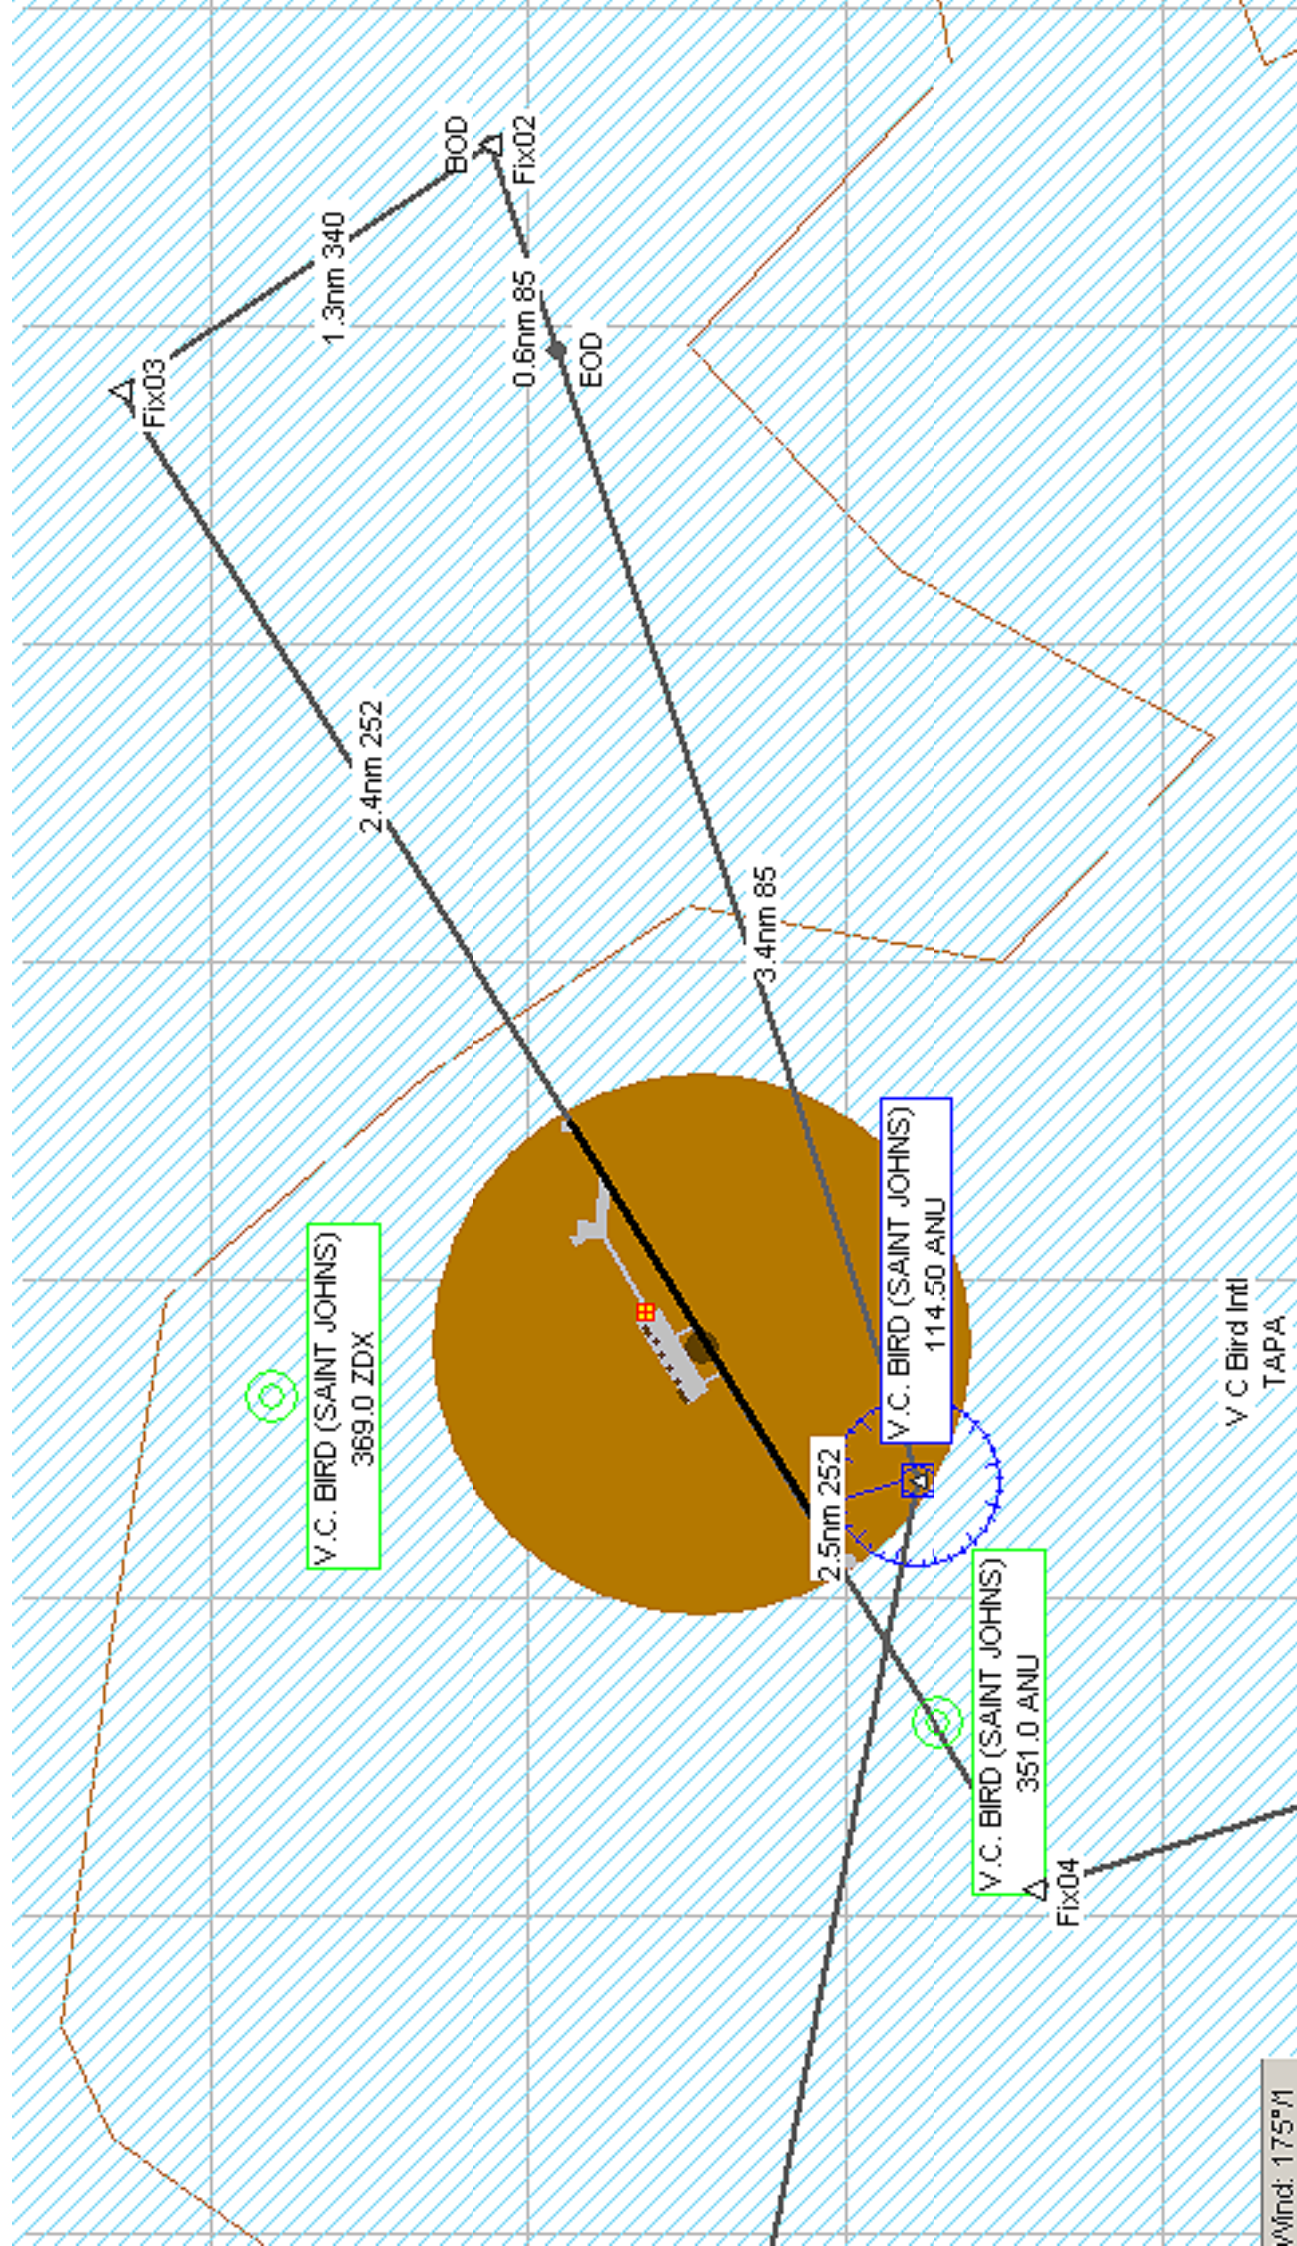 BOD
Fix02
1.3nm 340
Fix03
0.6nm 85
EOD
2.4nm 252
3.4nm 85
V.C. BIRD (SAINT JOHNS)
369.0 ZDX
V.C. BIRD (SAINT JOHNS)
114.50 ANU
V C Bird Intl
TAPA
2.5nm 252
V.C. BIRD (SAINT JOHNS)
351.0 ANU
Fix04
Wind: 175°/1